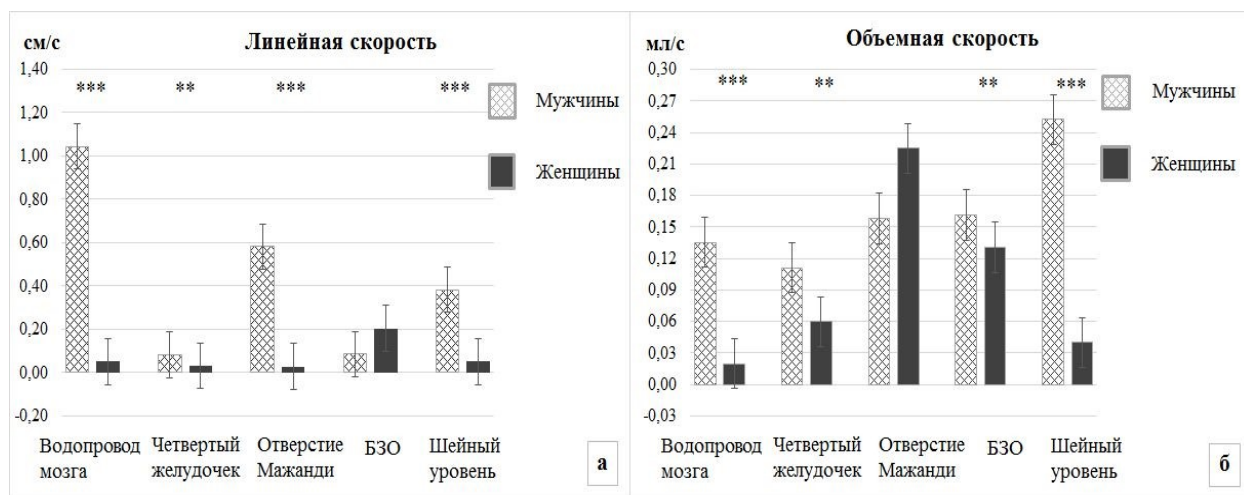 см/с
Линейная скорость
1,40
1,20
1,00
0,80
0,60
0,40
0,20
0,00
-0,20
*** ** *** ***
Мужчины
Женщины
Водопровод
мозга
Четвертый
желудочек
Отверстие
Мажанди
БЗО
Шейный
уровень
а
мл/с
Объемная скорость
0,30
0,27
0,24
0,21
0,18
0,15
0,12
0,09
0,06
0,03
0,00
-0,03
*** ** ** ***
Мужчины
Женщины
Водопровод
мозга
Четвертый
желудочек
Отверстие
Мажанди
БЗО
Шейный
уровень
б